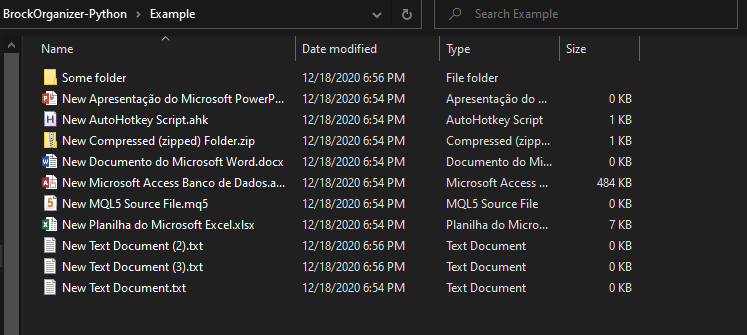 BrockOrganizer-Python > Example Search Example
Name Date modified Type Size
Some folder 12/18/2020 6:56 PM File folder
New Apresentação do Microsoft PowerP... 12/18/2020 6:54 PM Apresentação do ... 0 KB
New AutoHotkey Script.ahk 12/18/2020 6:54 PM AutoHotkey Script 1 KB
New Compressed (zipped) Folder.zip 12/18/2020 6:54 PM Compressed (zipp... 1 KB
New Documento do Microsoft Word.docx 12/18/2020 6:54 PM Documento do Mi... 0 KB
New Microsoft Access Banco de Dados.a... 12/18/2020 6:54 PM Microsoft Access ... 484 KB
New MQL5 Source File.mq5 12/18/2020 6:54 PM MQL5 Source File 0 KB
New Planilha do Microsoft Excel.xlsx 12/18/2020 6:54 PM Planilha do Micro... 7 KB
New Text Document (2).txt 12/18/2020 6:56 PM Text Document 0 KB
New Text Document (3).txt 12/18/2020 6:56 PM Text Document 0 KB
New Text Document.txt 12/18/2020 6:54 PM Text Document 0 KB